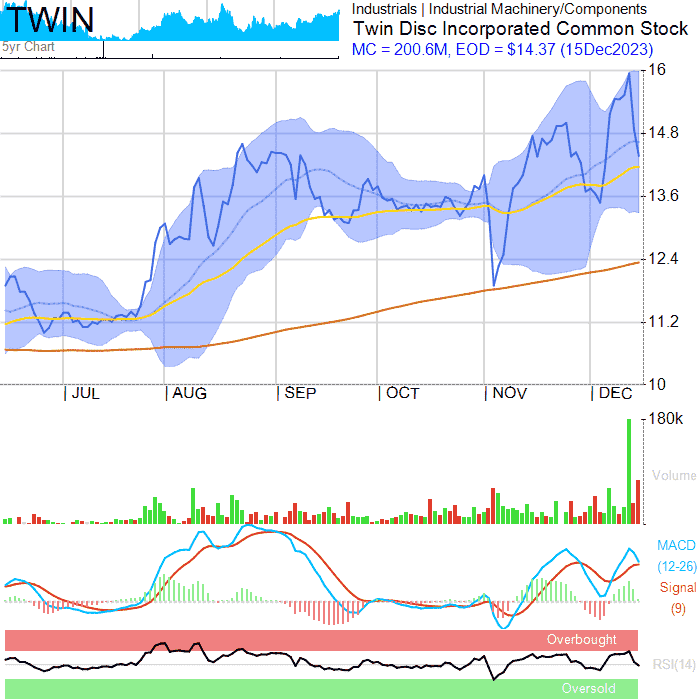 TWIN
5yr Chart
Industrials | Industrial Machinery/Components
Twin Disc Incorporated Common Stock
MC = 200.6M, EOD = $14.37 (15Dec2023)
16
14.8
13.6
12.4
11.2
10
| JUL | AUG | SEP | OCT | NOV | DEC
180k
Volume
MACD
(12-26)
Signal
(9)
Overbought
RSI(14)
Oversold